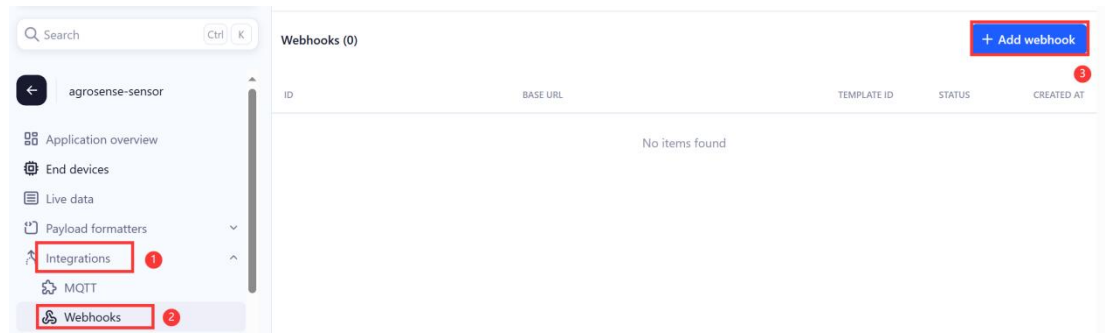 Search Ctrl K
agrosense-sensor
Application overview
End devices
Live data
Payload formatters
Integrations 1
MQTT
Webhooks 2
Webhooks (0)
+ Add webhook
3
ID BASE URL TEMPLATE ID STATUS CREATED AT
No items found